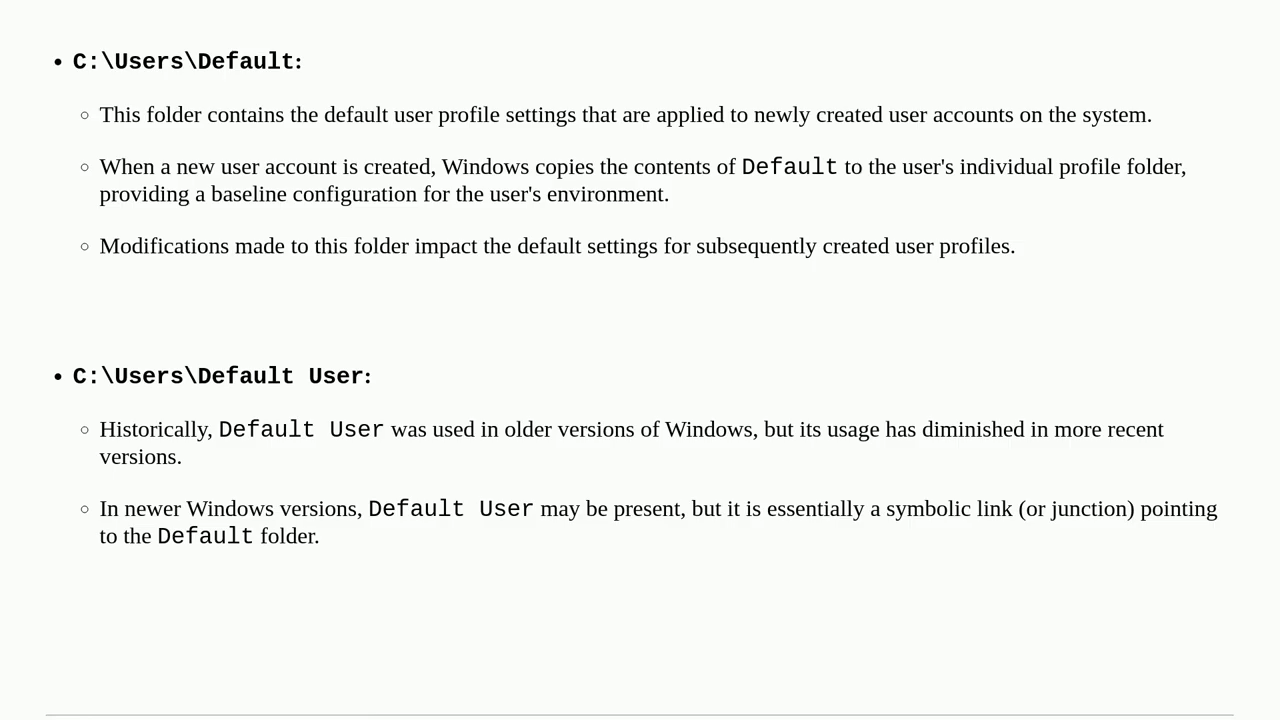 • C:\Users\Default:
○ This folder contains the default user profile settings that are applied to newly created user accounts on the system.
○ When a new user account is created, Windows copies the contents of Default to the user's individual profile folder,
providing a baseline configuration for the user's environment.
○ Modifications made to this folder impact the default settings for subsequently created user profiles.
• C:\Users\Default User:
○ Historically, Default User was used in older versions of Windows, but its usage has diminished in more recent
versions.
○ In newer Windows versions, Default User may be present, but it is essentially a symbolic link (or junction) pointing
to the Default folder.